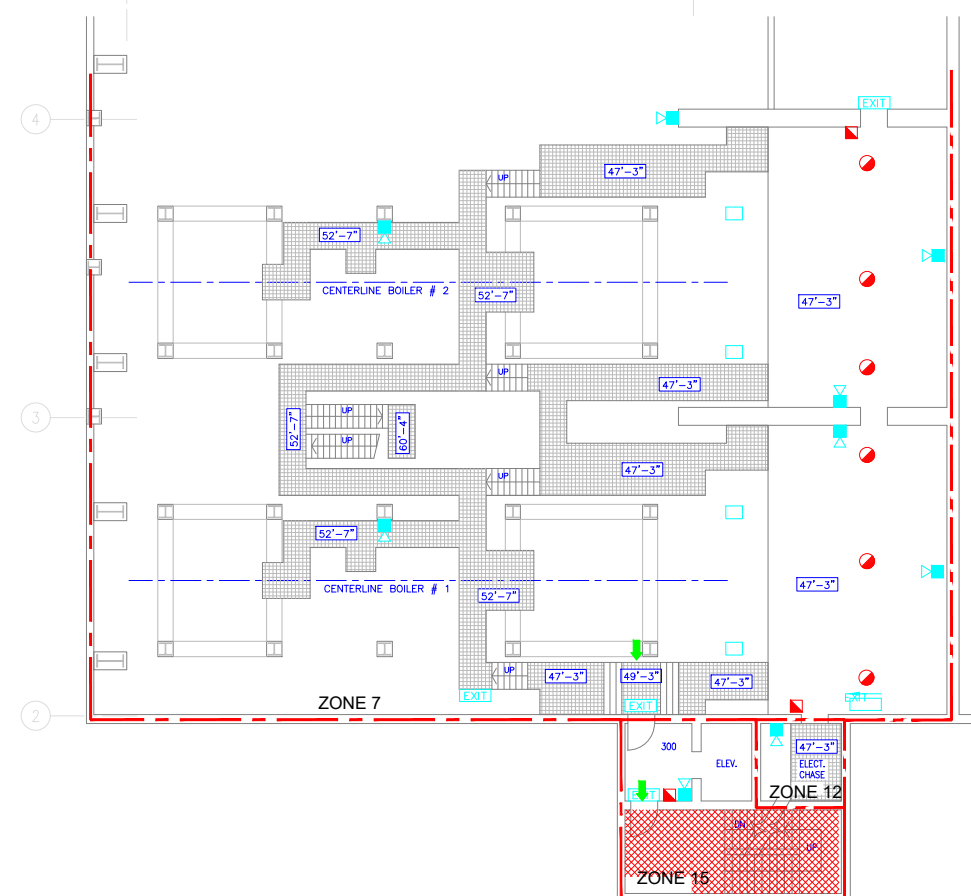 EXIT
4
47'-3"
UP
52'-7"
CENTERLINE BOILER # 2
52'-7"
47'-3"
UP
47'-3"
3
52'-7"
UP
UP
60'-4"
47'-3"
UP
52'-7"
CENTERLINE BOILER # 1
52'-7"
47'-3"
UP
47'-3"
49'-3"
47'-3"
EXIT
EXIT
EXIT
ZONE 7
2
300
ELEV.
47'-3"
ELECT.
CHASE
EXIT
ZONE 12
DN
UP
ZONE 15